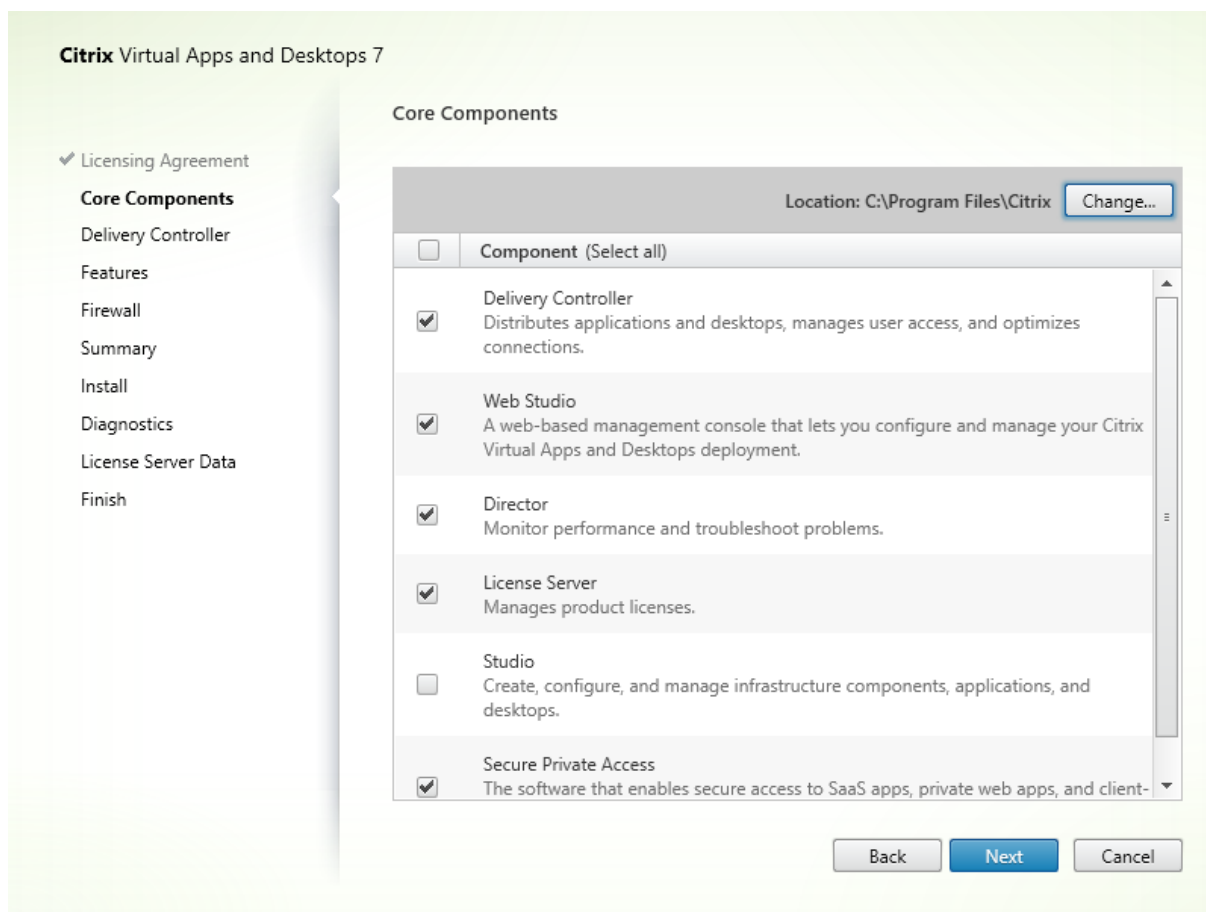 Citrix Virtual Apps and Desktops 7
Licensing Agreement
Core Components
Delivery Controller
Features
Firewall
Summary
Install
Diagnostics
License Server Data
Finish
Core Components
Location: C:\Program Files\Citrix
Change...
Component (Select all)
Delivery Controller
Distributes applications and desktops, manages user access, and optimizes
connections.
Web Studio
A web-based management console that lets you configure and manage your Citrix
Virtual Apps and Desktops deployment.
Director
Monitor performance and troubleshoot problems.
License Server
Manages product licenses.
Studio
Create, configure, and manage infrastructure components, applications, and
desktops.
Secure Private Access
The software that enables secure access to SaaS apps, private web apps, and client-
Back
Next
Cancel